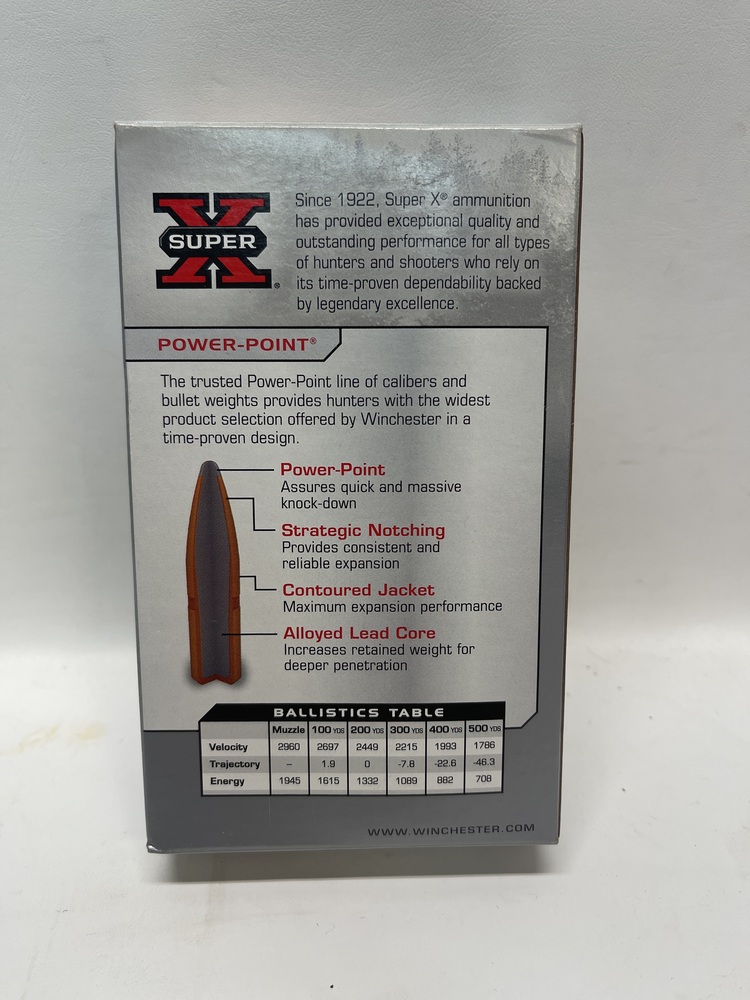 X
SUPER
®
Since 1922, Super X® ammunition
has provided exceptional quality and
outstanding performance for all types
of hunters and shooters who rely on
its time-proven dependability backed
by legendary excellence.
POWER-POINT®
The trusted Power-Point line of calibers and
bullet weights provides hunters with the widest
product selection offered by Winchester in a
time-proven design.
Power-Point
Assures quick and massive
knock-down
Strategic Notching
Provides consistent and
reliable expansion
Contoured Jacket
Maximum expansion performance
Alloyed Lead Core
Increases retained weight for
deeper penetration
BALLISTICS TABLE
Muzzle 100 YDS 200 YDS 300 YDS 400 YDS 500 YDS
Velocity 2960 2697 2449 2215 1993 1786
Trajectory – 1.9 0 -7.8 -22.6 -46.3
Energy 1945 1615 1332 1089 882 708
WWW.WINCHESTER.COM